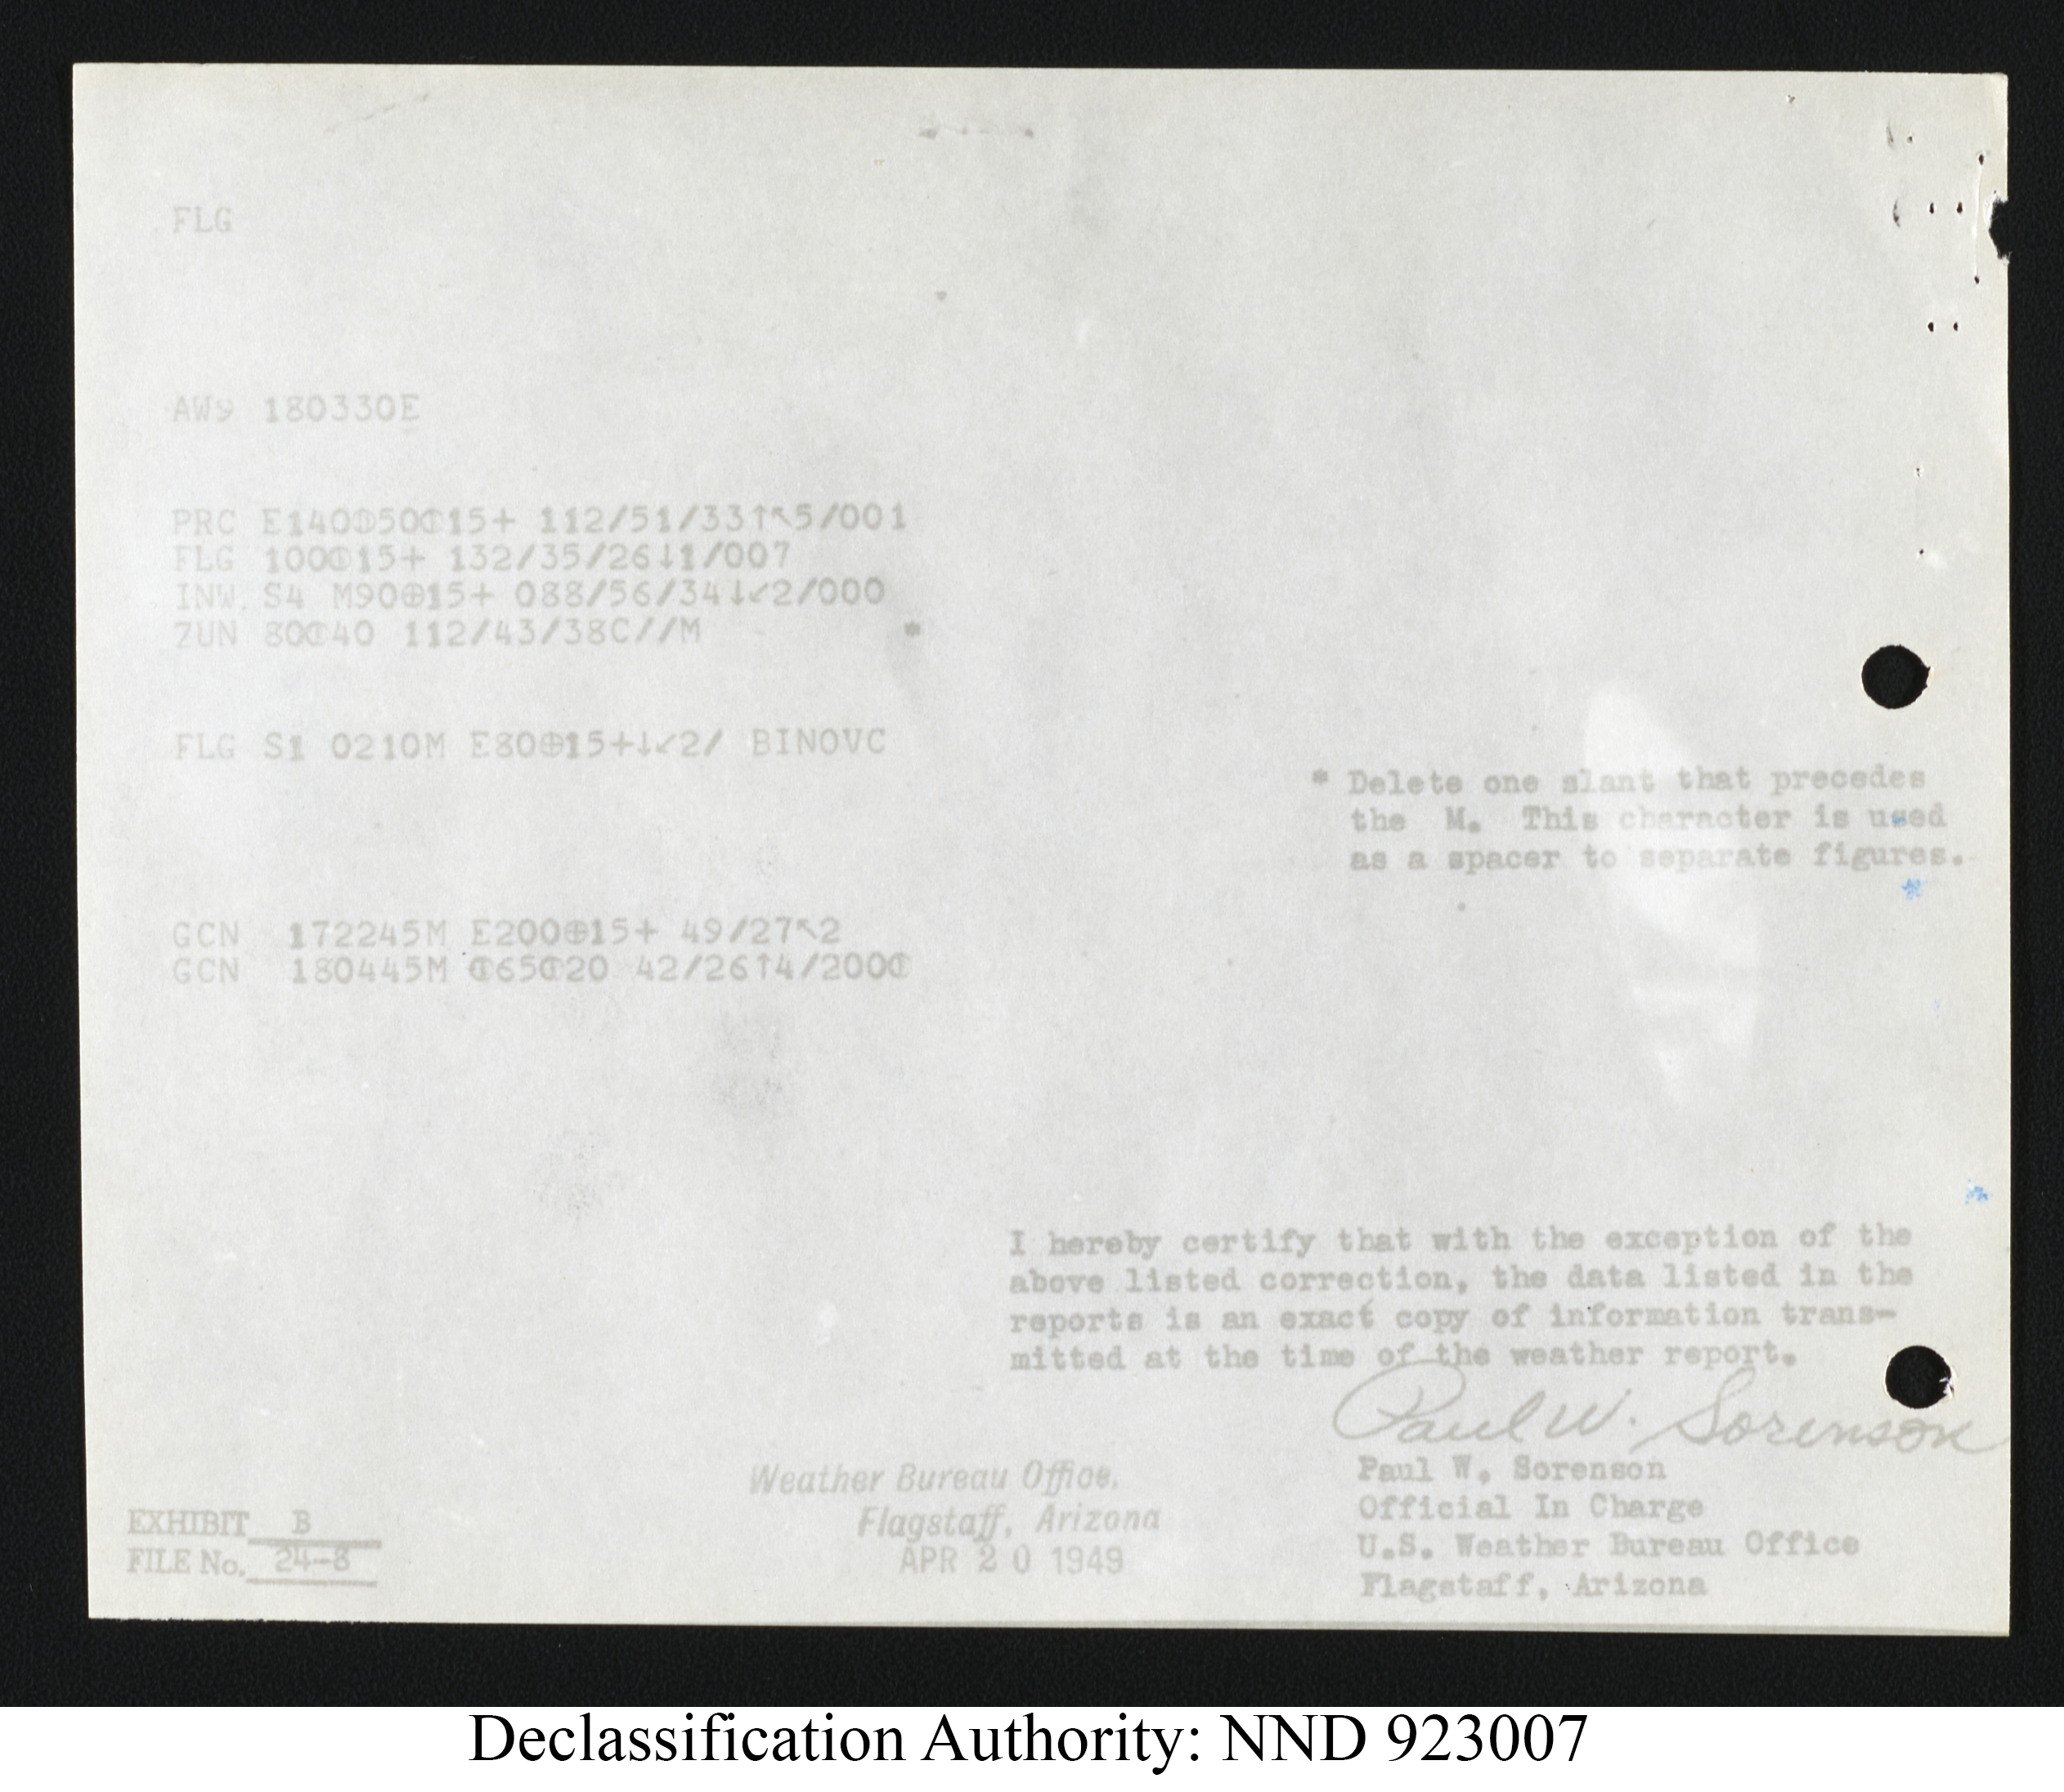 FLG
AW9 180330E
PRC E140⦶50⦶15+ 112/51/33↑↖5/001
FLG 100⦶15+ 132/35/26↓1/007
INW S4 M90⊕15+ 088/56/34↓↙2/000
ZUN 80⦶40 112/43/38C//M *
FLG S1 0210M E80⊕15+↓↙2/ BINOVC
* Delete one slant that precedes
the M. This character is used
as a spacer to separate figures.
GCN 172245M E200⊕15+ 49/27↖2
GCN 180445M ⦶65⦶20 42/26↑4/200⦶
I hereby certify that with the exception of the
above listed correction, the data listed in the
reports is an exact copy of information trans-
mitted at the time of the weather report.
Paul W. Sorenson
Paul W. Sorenson
Official In Charge
U.S. Weather Bureau Office
Flagstaff, Arizona
Weather Bureau Office,
Flagstaff, Arizona
APR 20 1949
EXHIBIT B
FILE No. 24-8
Declassification Authority: NND 923007